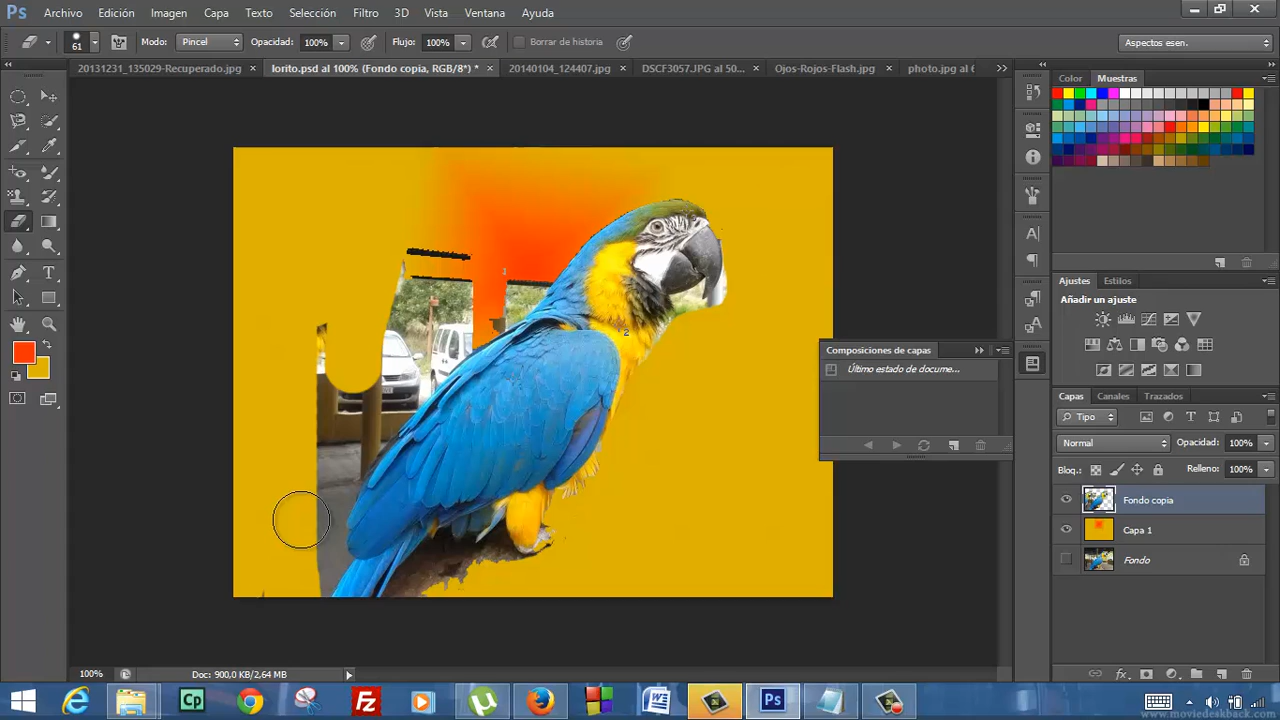 Ps Archivo Edición Imagen Capa Texto Selección Filtro 3D Vista Ventana Ayuda
61 Modo: Pincel Opacidad: 100% Flujo: 100% Borrar de historia Aspectos esen.
20131231_135029-Recuperado.jpg × lorito.psd al 100% (Fondo copia, RGB/8*) * × 20140104_124407.jpg × DSCF3057.JPG al 50... × Ojos-Rojos-Flash.jpg × photo.jpg al 6
Color Muestras
Ajustes Estilos
Añadir un ajuste
Composiciones de capas
Último estado de docume...
Capas Canales Trazados
Tipo
Normal Opacidad: 100%
Bloq.: Relleno: 100%
Fondo copia
Capa 1
Fondo
100% Doc: 900,0 KB/2,64 MB
www.moviedeskback.com